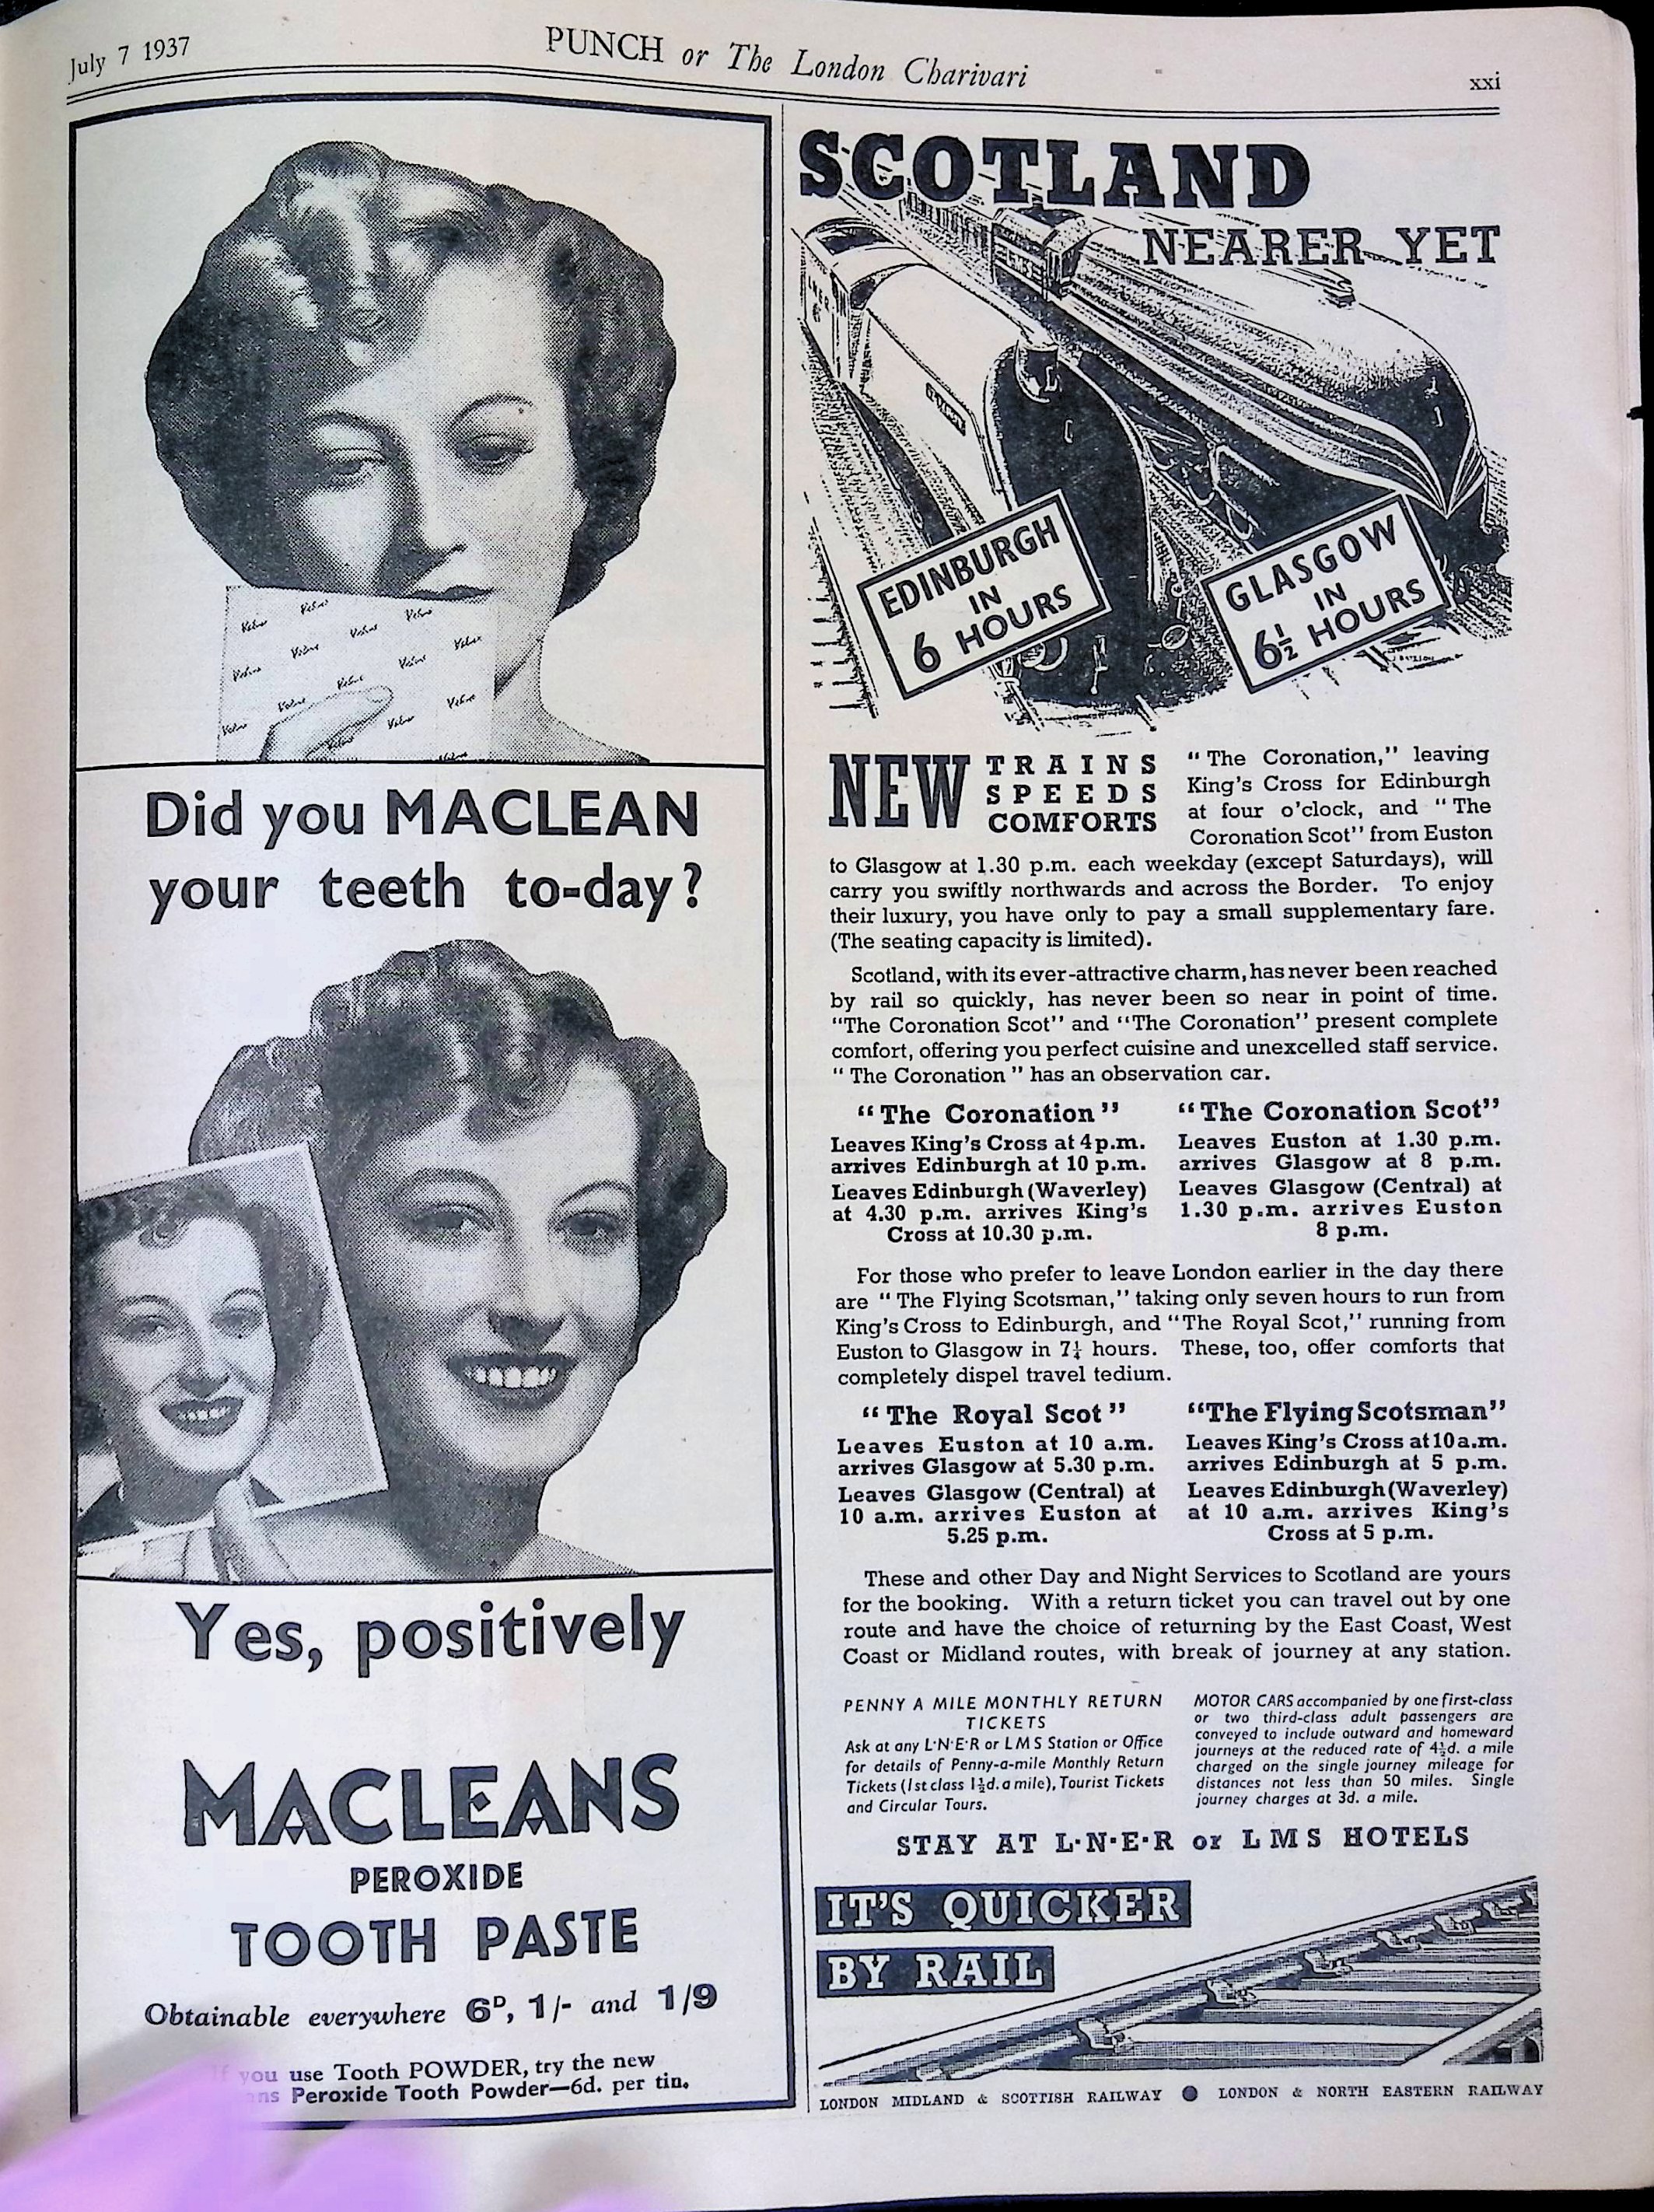 July 7 1937
PUNCH or The London Charivari
xxi
Velvo
Did you MACLEAN
your teeth to-day?
Yes, positively
MACLEANS
PEROXIDE
TOOTH PASTE
Obtainable everywhere 6D, 1/- and 1/9
If you use Tooth POWDER, try the new
Peroxide Tooth Powder—6d. per tin.
SCOTLAND
NEARER YET
EDINBURGH
IN
6 HOURS
GLASGOW
IN
6½ HOURS
NEW
TRAINS
SPEEDS
COMFORTS
"The Coronation," leaving
King's Cross for Edinburgh
at four o'clock, and "The
Coronation Scot" from Euston
to Glasgow at 1.30 p.m. each weekday (except Saturdays), will
carry you swiftly northwards and across the Border. To enjoy
their luxury, you have only to pay a small supplementary fare.
(The seating capacity is limited).
Scotland, with its ever-attractive charm, has never been reached
by rail so quickly, has never been so near in point of time.
"The Coronation Scot" and "The Coronation" present complete
comfort, offering you perfect cuisine and unexcelled staff service.
"The Coronation" has an observation car.
"The Coronation"
Leaves King's Cross at 4 p.m.
arrives Edinburgh at 10 p.m.
Leaves Edinburgh (Waverley)
at 4.30 p.m. arrives King's
Cross at 10.30 p.m.
"The Coronation Scot"
Leaves Euston at 1.30 p.m.
arrives Glasgow at 8 p.m.
Leaves Glasgow (Central) at
1.30 p.m. arrives Euston
8 p.m.
For those who prefer to leave London earlier in the day there
are "The Flying Scotsman," taking only seven hours to run from
King's Cross to Edinburgh, and "The Royal Scot," running from
Euston to Glasgow in 7¼ hours. These, too, offer comforts that
completely dispel travel tedium.
"The Royal Scot"
Leaves Euston at 10 a.m.
arrives Glasgow at 5.30 p.m.
Leaves Glasgow (Central) at
10 a.m. arrives Euston at
5.25 p.m.
"The Flying Scotsman"
Leaves King's Cross at 10 a.m.
arrives Edinburgh at 5 p.m.
Leaves Edinburgh (Waverley)
at 10 a.m. arrives King's
Cross at 5 p.m.
These and other Day and Night Services to Scotland are yours
for the booking. With a return ticket you can travel out by one
route and have the choice of returning by the East Coast, West
Coast or Midland routes, with break of journey at any station.
PENNY A MILE MONTHLY RETURN
TICKETS
Ask at any L·N·E·R or LMS Station or Office
for details of Penny-a-mile Monthly Return
Tickets (1st class 1½d. a mile), Tourist Tickets
and Circular Tours.
MOTOR CARS accompanied by one first-class
or two third-class adult passengers are
conveyed to include outward and homeward
journeys at the reduced rate of 4½d. a mile
charged on the single journey mileage for
distances not less than 50 miles. Single
journey charges at 3d. a mile.
STAY AT L·N·E·R or LMS HOTELS
IT'S QUICKER
BY RAIL
LONDON MIDLAND & SCOTTISH RAILWAY ● LONDON & NORTH EASTERN RAILWAY